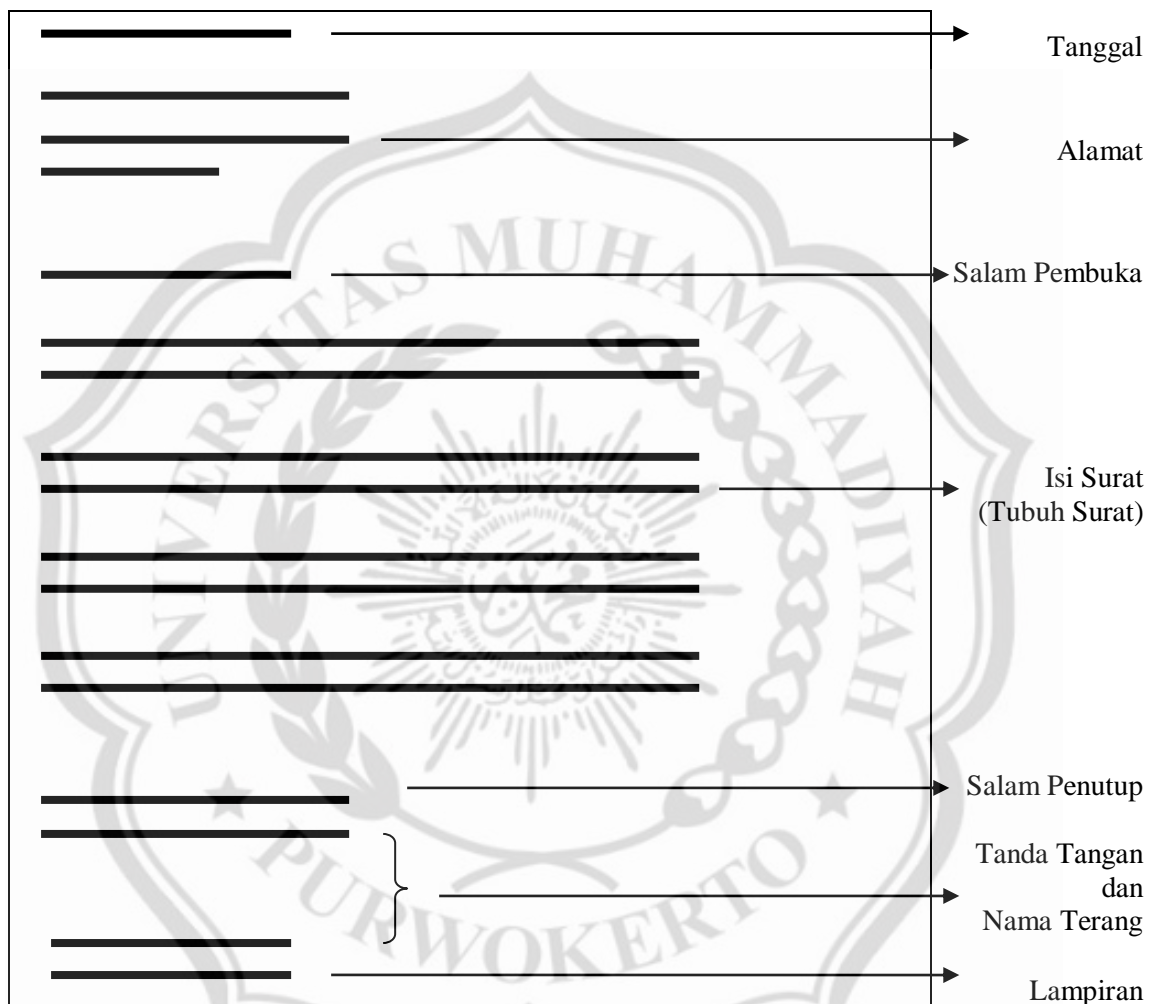 Tanggal
Alamat
Salam Pembuka
Isi Surat
(Tubuh Surat)
Salam Penutup
Tanda Tangan
dan
Nama Terang
Lampiran
UNIVERSITAS MUHAMMADIYAH
PURWOKERTO